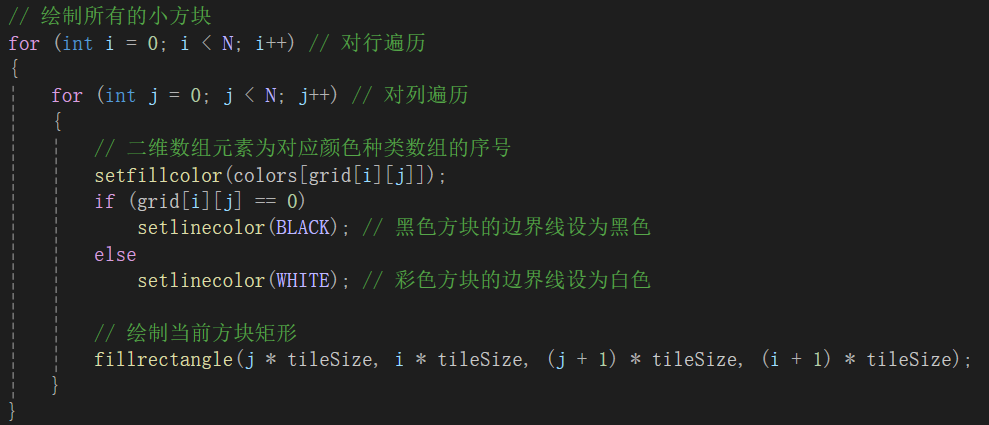 // 绘制所有的小方块
for (int i = 0; i < N; i++) // 对行遍历
{
    for (int j = 0; j < N; j++) // 对列遍历
    {
        // 二维数组元素为对应颜色种类数组的序号
        setfillcolor(colors[grid[i][j]]);
        if (grid[i][j] == 0)
            setlinecolor(BLACK); // 黑色方块的边界线设为黑色
        else
            setlinecolor(WHITE); // 彩色方块的边界线设为白色

        // 绘制当前方块矩形
        fillrectangle(j * tileSize, i * tileSize, (j + 1) * tileSize, (i + 1) * tileSize);
    }
}